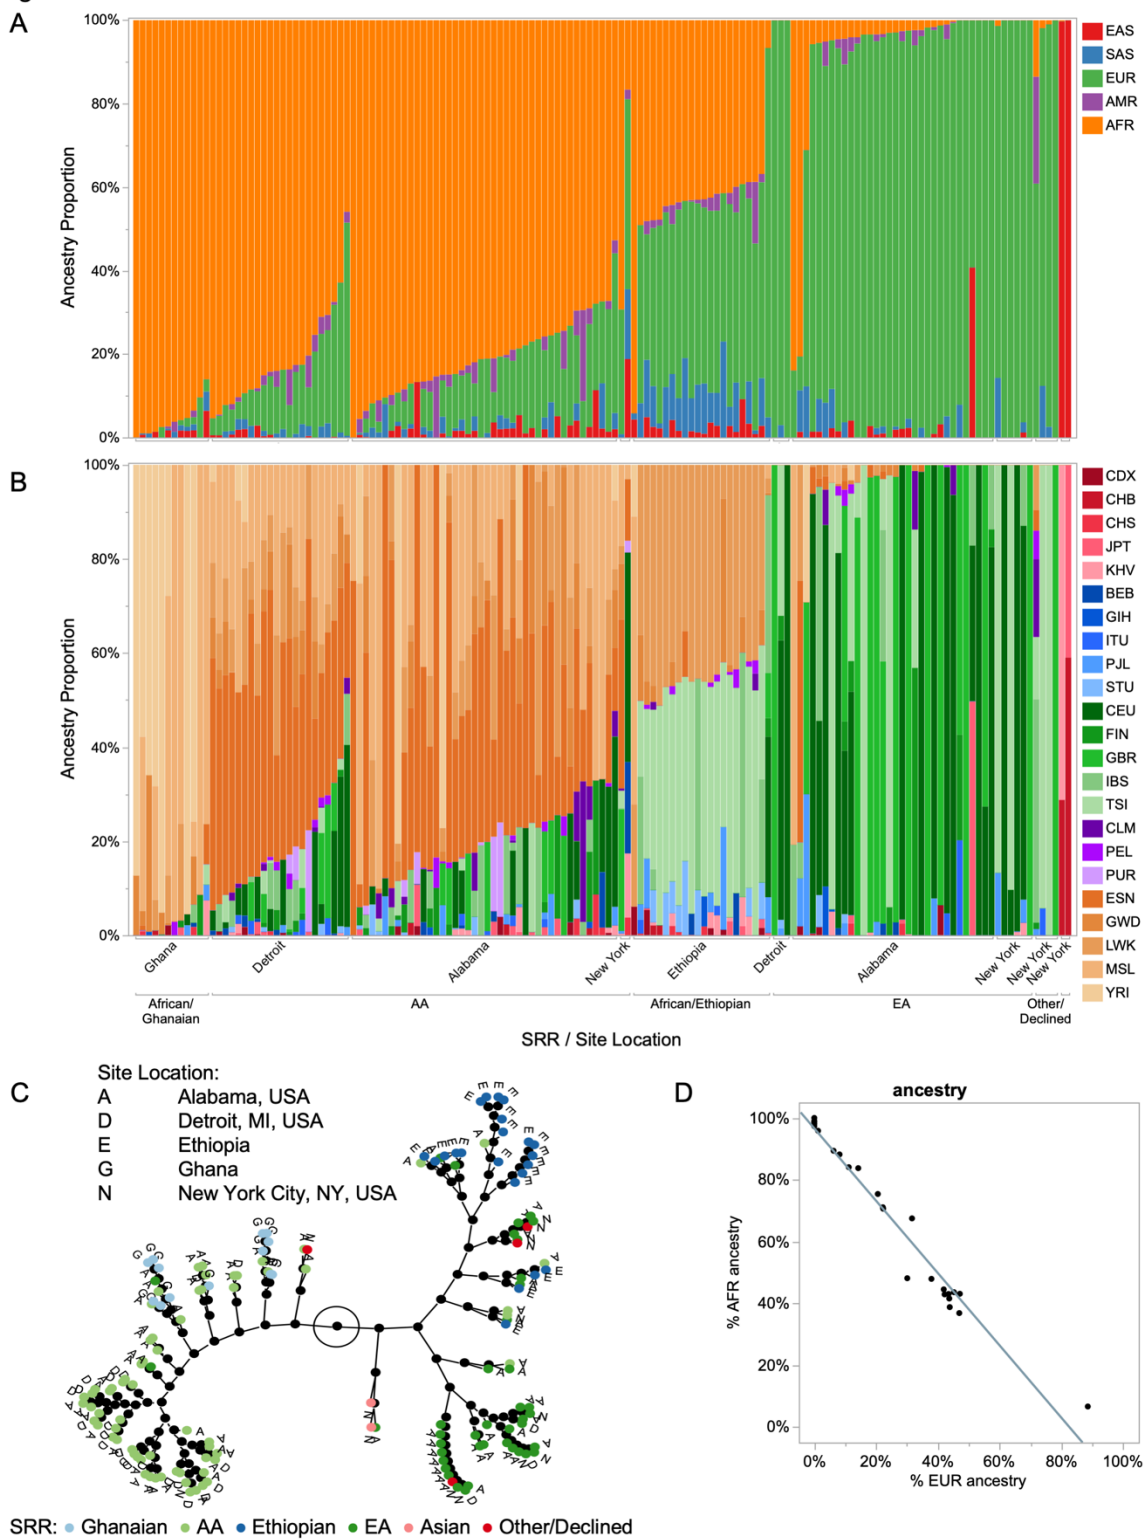 A
100%
80%
60%
40%
20%
0%
Ancestry Proportion
EAS
SAS
EUR
AMR
AFR
B
100%
80%
60%
40%
20%
0%
Ancestry Proportion
CDX
CHB
CHS
JPT
KHV
BEB
GIH
ITU
PJL
STU
CEU
FIN
GBR
IBS
TSI
CLM
PEL
PUR
ESN
GWD
LWK
MSL
YRI
Ghana
Detroit
Alabama
New York
Ethiopia
Detroit
Alabama
New York
New York
New York
African/
Ghanaian
AA
African/Ethiopian
EA
Other/
Declined
SRR / Site Location
C
Site Location:
A Alabama, USA
D Detroit, MI, USA
E Ethiopia
G Ghana
N New York City, NY, USA
SRR: Ghanaian AA Ethiopian EA Asian Other/Declined
D
ancestry
100%
80%
60%
40%
20%
0%
% AFR ancestry
0% 20% 40% 60% 80% 100%
% EUR ancestry